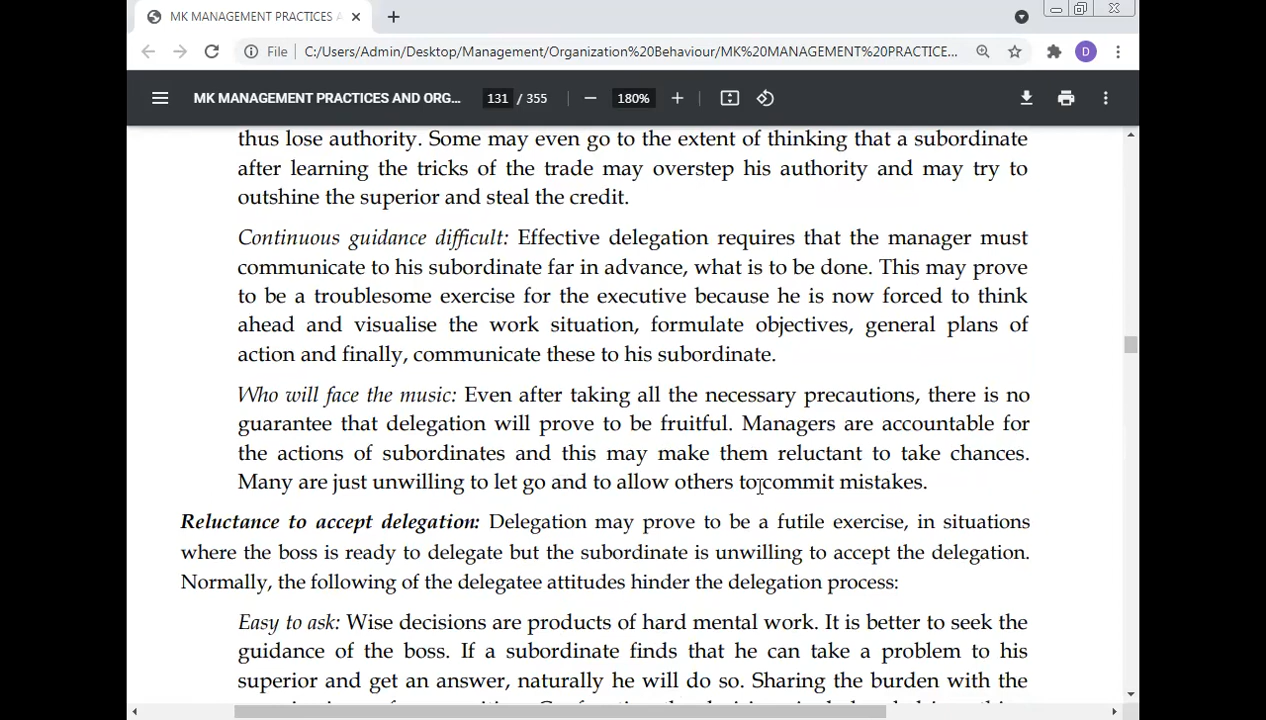 MK MANAGEMENT PRACTICES A
File C:/Users/Admin/Desktop/Management/Organization%20Behaviour/MK%20MANAGEMENT%20PRACTICE... D
MK MANAGEMENT PRACTICES AND ORG... 131 / 355 180%
thus lose authority. Some may even go to the extent of thinking that a subordinate
after learning the tricks of the trade may overstep his authority and may try to
outshine the superior and steal the credit.
Continuous guidance difficult: Effective delegation requires that the manager must
communicate to his subordinate far in advance, what is to be done. This may prove
to be a troublesome exercise for the executive because he is now forced to think
ahead and visualise the work situation, formulate objectives, general plans of
action and finally, communicate these to his subordinate.
Who will face the music: Even after taking all the necessary precautions, there is no
guarantee that delegation will prove to be fruitful. Managers are accountable for
the actions of subordinates and this may make them reluctant to take chances.
Many are just unwilling to let go and to allow others to commit mistakes.
Reluctance to accept delegation: Delegation may prove to be a futile exercise, in situations
where the boss is ready to delegate but the subordinate is unwilling to accept the delegation.
Normally, the following of the delegatee attitudes hinder the delegation process:
Easy to ask: Wise decisions are products of hard mental work. It is better to seek the
guidance of the boss. If a subordinate finds that he can take a problem to his
superior and get an answer, naturally he will do so. Sharing the burden with the